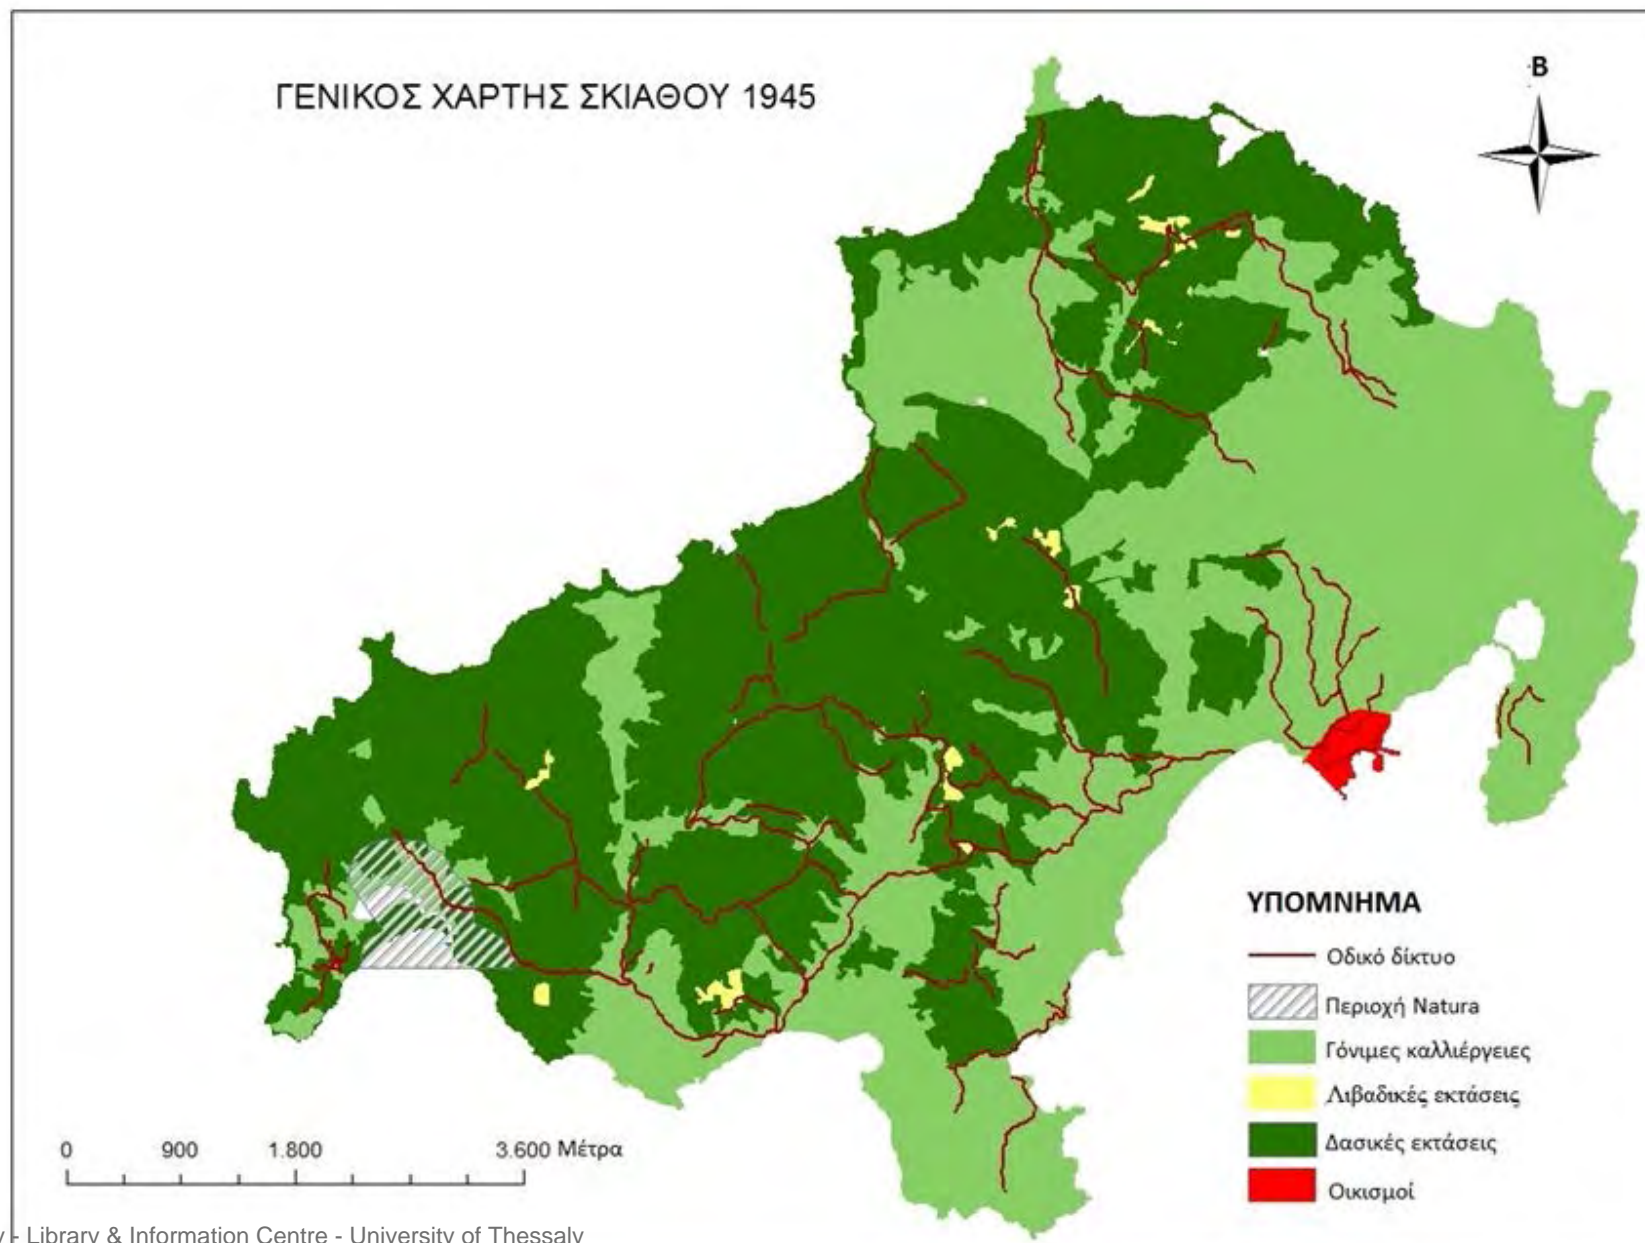 ΓΕΝΙΚΟΣ ΧΑΡΤΗΣ ΣΚΙΑΘΟΥ 1945
Β
ΥΠΟΜΝΗΜΑ
Οδικό δίκτυο
Περιοχή Natura
Γόνιμες καλλιέργειες
Λιβαδικές εκτάσεις
Δασικές εκτάσεις
Οικισμοί
0 900 1.800 3.600 Μέτρα
- Library & Information Centre - University of Thessaly